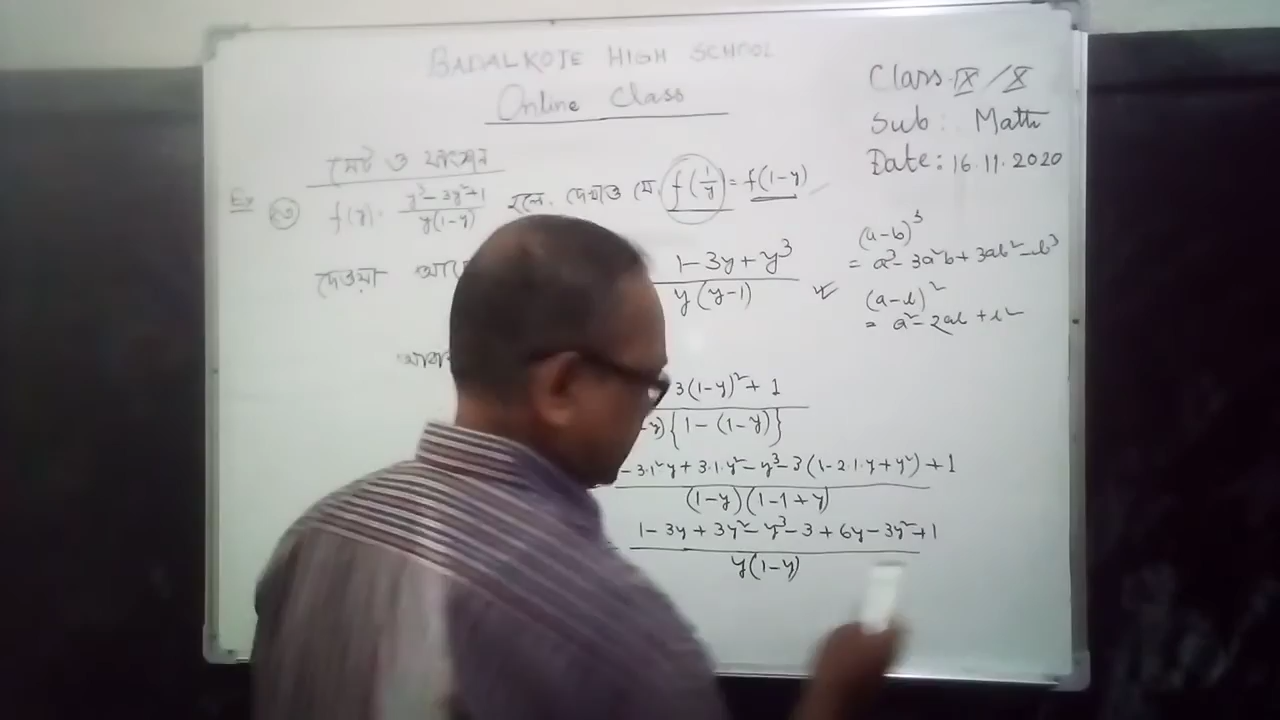 BADALKOTE HIGH SCHOOL
Online Class
Class: IX / X
Sub: Math
Date: 16.11.2020
সেট ও ফাংশন
Ex f(y) = y³ - 3y² + 1 / y(1-y) হলে, দেখাও যে, f(1/y) = f(1-y)
দেওয়া আছে
1 - 3y + y³ / y(y-1)
(a-b)³
= a³ - 3a²b + 3ab² - b³
(a-b)²
= a² - 2ab + b²
3(1-y)² + 1 / y){1 - (1-y)}
- 3.1²y + 3.1.y² - y³ - 3(1 - 2.1.y + y²) + 1 / (1-y)(1-1+y)
1 - 3y + 3y² - y³ - 3 + 6y - 3y² + 1 / y(1-y)